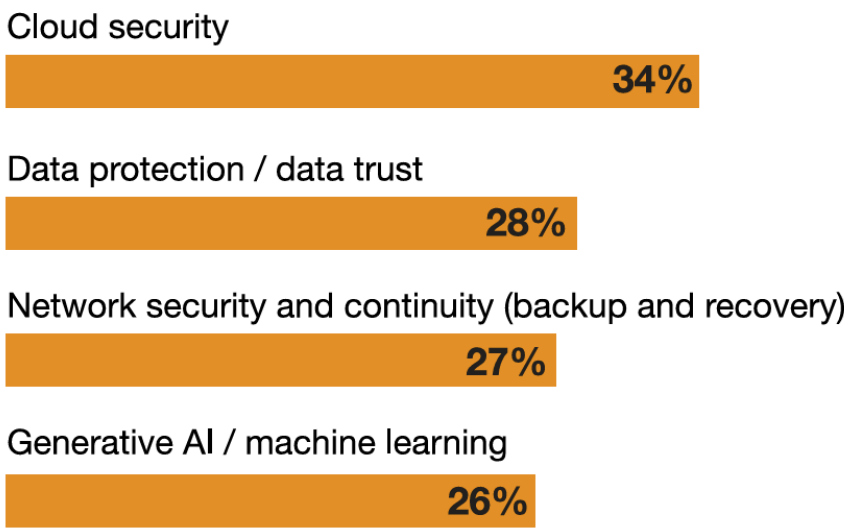 Cloud security
34%
Data protection / data trust
28%
Network security and continuity (backup and recovery)
27%
Generative AI / machine learning
26%